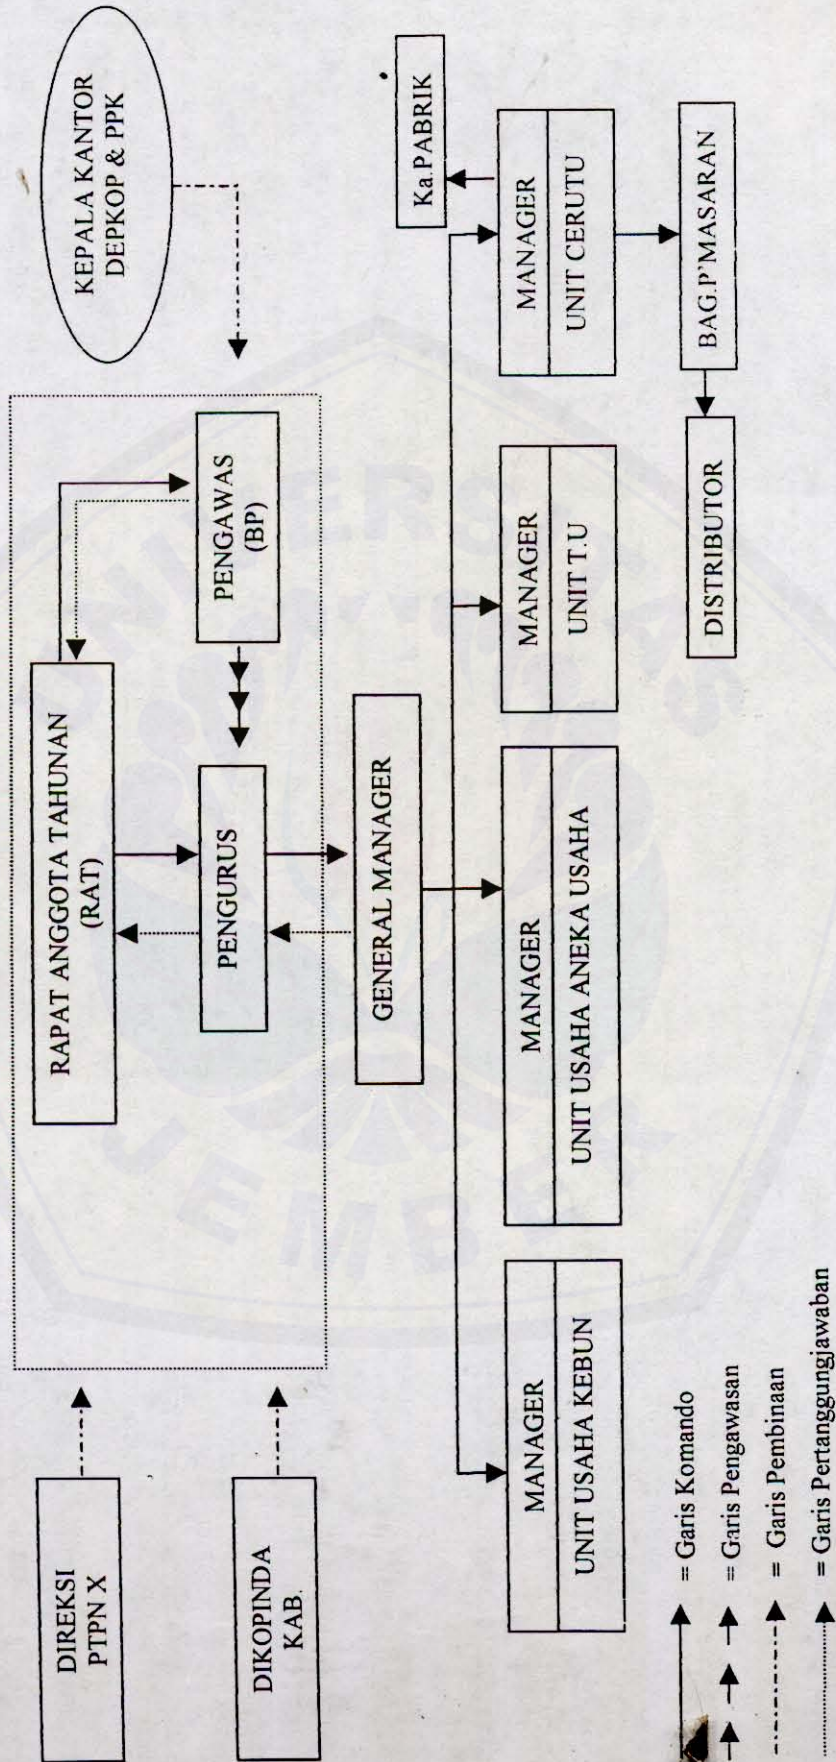 DIREKSI
PTPN X
DIKOPINDA
KAB.
RAPAT ANGGOTA TAHUNAN
(RAT)
PENGURUS
PENGAWAS
(BP)
KEPALA KANTOR
DEPKOP & PPK
GENERAL MANAGER
MANAGER
UNIT USAHA KEBUN
MANAGER
UNIT USAHA ANEKA USAHA
MANAGER
UNIT T.U
MANAGER
UNIT CERUTU
Ka.PABRIK
DISTRIBUTOR
BAG.P'MASARAN
= Garis Komando
= Garis Pengawasan
= Garis Pembinaan
= Garis Pertanggungjawaban
UNIVERSITAS
JEMBER